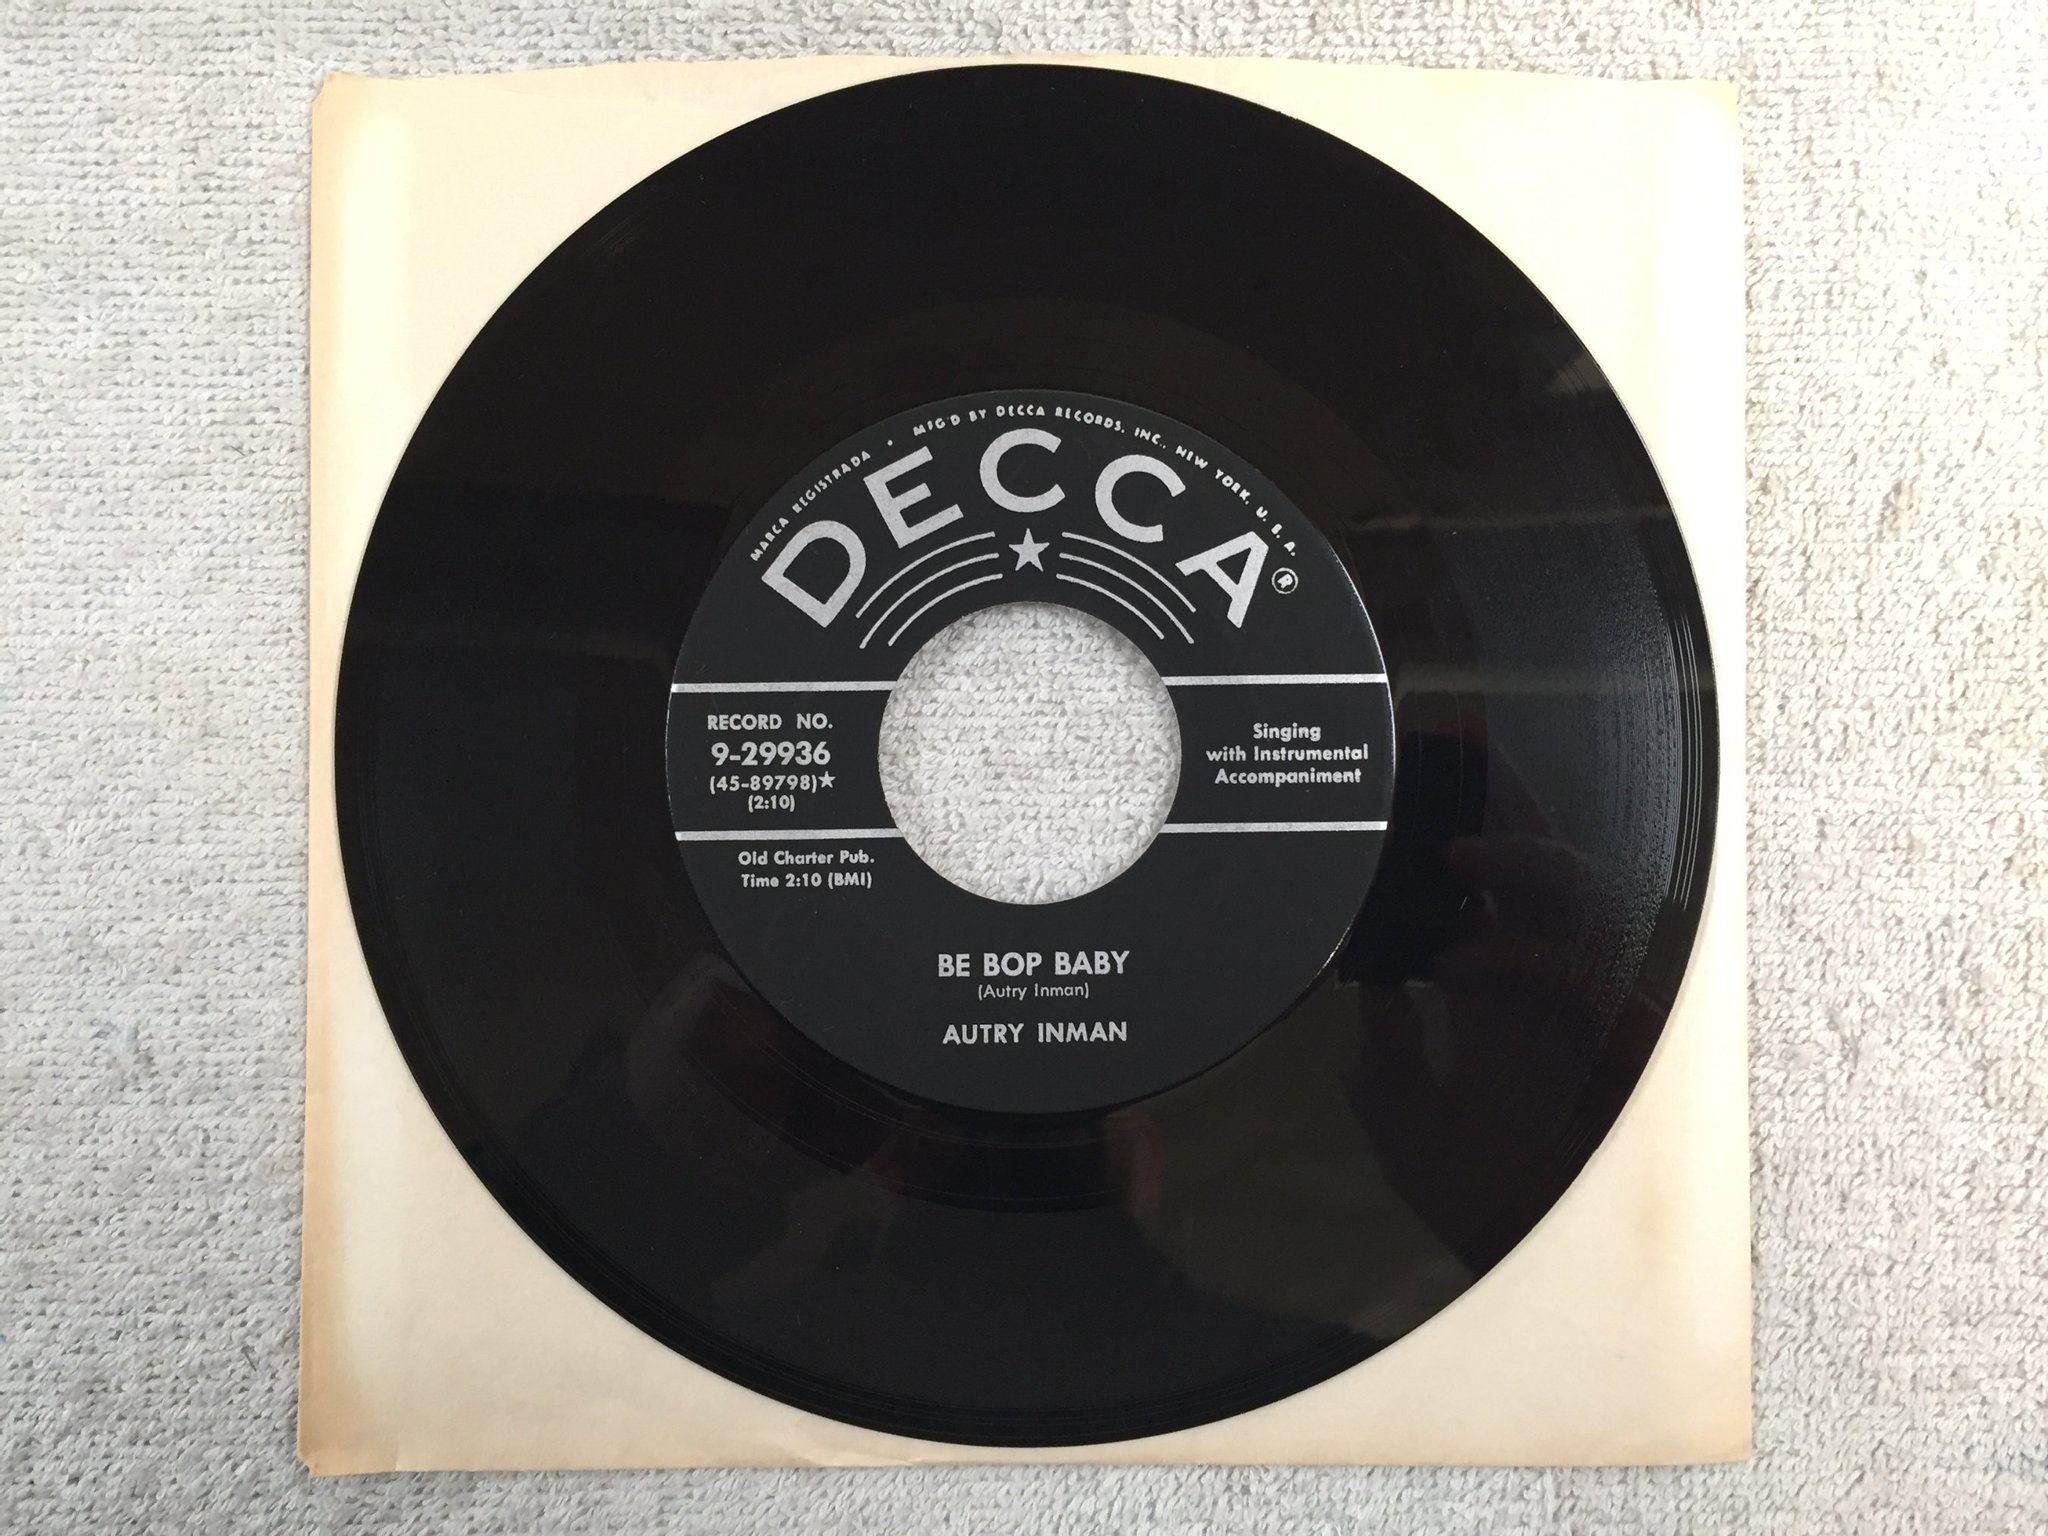 MARCA REGISTRADA • MFG'D BY DECCA RECORDS, INC., NEW YORK, U. S. A.
DECCA®
RECORD NO.
9-29936
(45-89798)★
(2:10)
Singing
with Instrumental
Accompaniment
Old Charter Pub.
Time 2:10 (BMI)
BE BOP BABY
(Autry Inman)
AUTRY INMAN